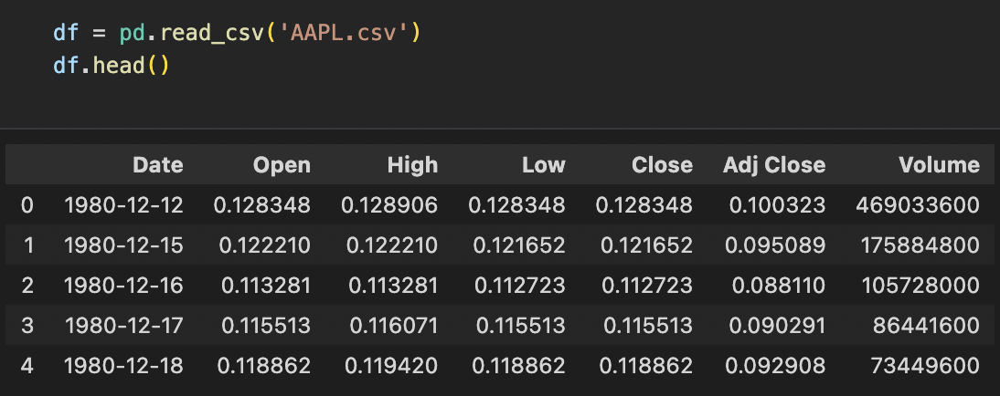 df = pd.read_csv('AAPL.csv')
df.head()
Date Open High Low Close Adj Close Volume
0 1980-12-12 0.128348 0.128906 0.128348 0.128348 0.100323 469033600
1 1980-12-15 0.122210 0.122210 0.121652 0.121652 0.095089 175884800
2 1980-12-16 0.113281 0.113281 0.112723 0.112723 0.088110 105728000
3 1980-12-17 0.115513 0.116071 0.115513 0.115513 0.090291 86441600
4 1980-12-18 0.118862 0.119420 0.118862 0.118862 0.092908 73449600